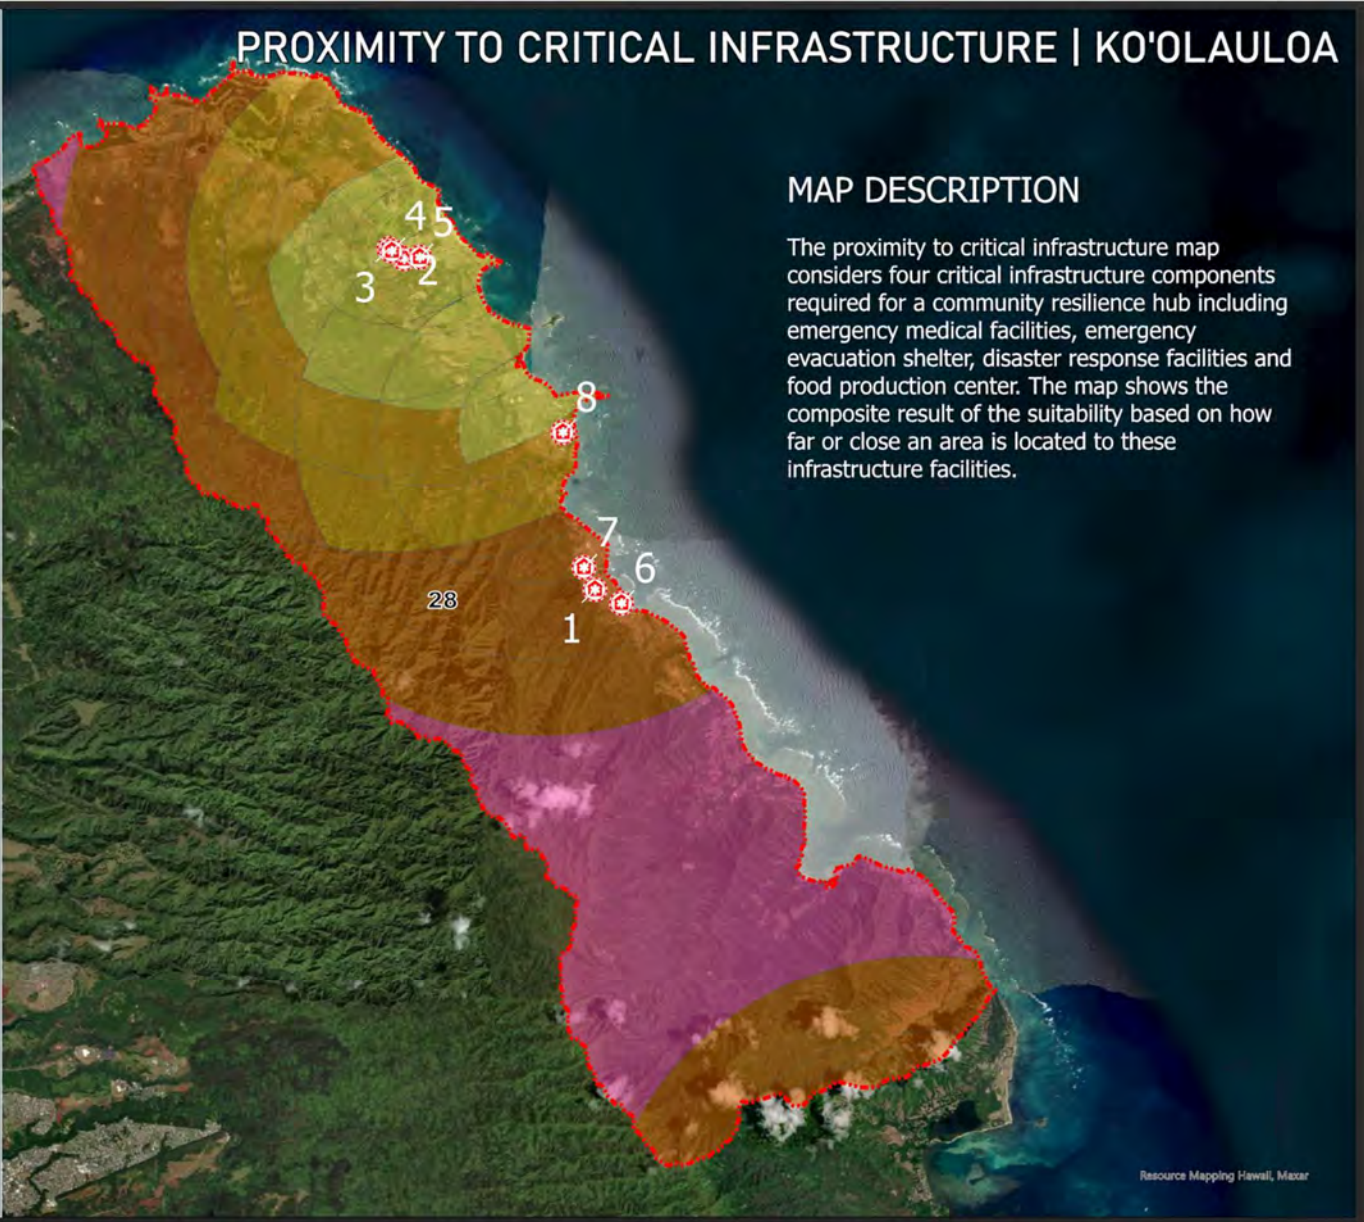 PROXIMITY TO CRITICAL INFRASTRUCTURE | KO'OLAULOA
MAP DESCRIPTION
The proximity to critical infrastructure map
considers four critical infrastructure components
required for a community resilience hub including
emergency medical facilities, emergency
evacuation shelter, disaster response facilities and
food production center. The map shows the
composite result of the suitability based on how
far or close an area is located to these
infrastructure facilities.
4
5
3
2
8
7
6
28
1
Resource Mapping Hawaii, Maxar